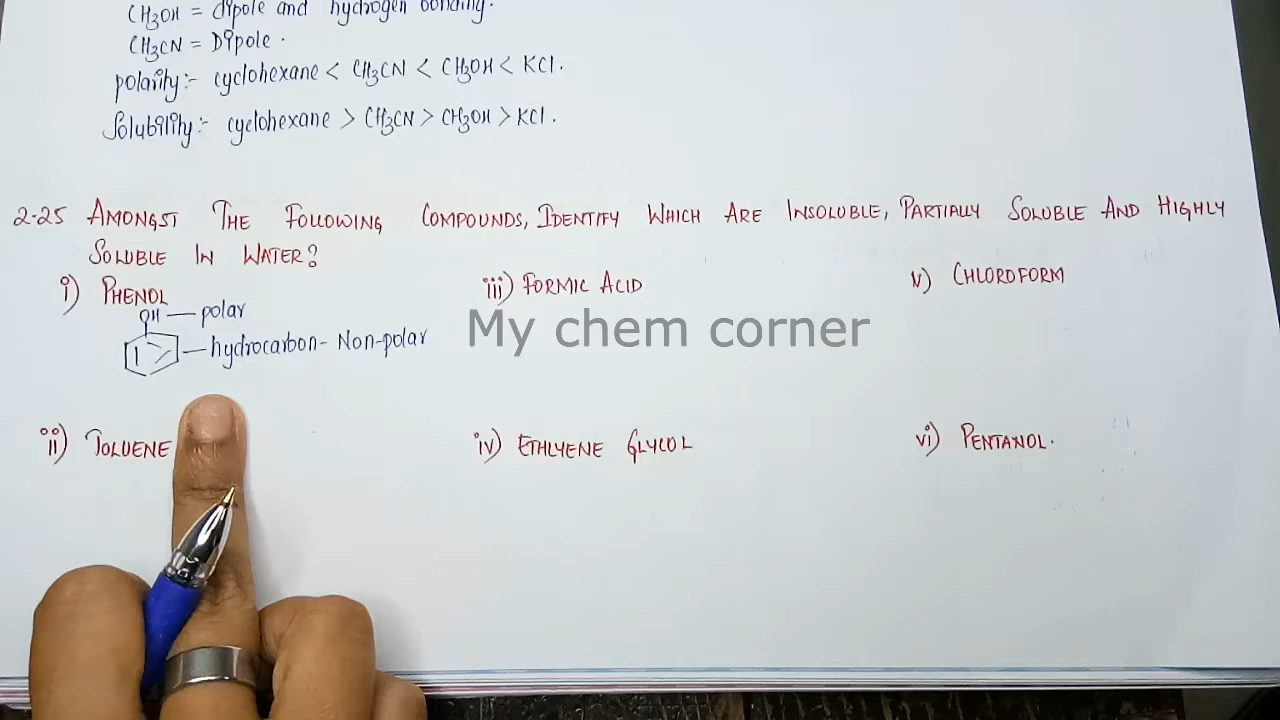 CH3OH = dipole and hydrogen bonding.
CH3CN = Dipole.
polarity:- cyclohexane < CH3CN < CH3OH < KCl.
Solubility:- cyclohexane > CH3CN > CH3OH > KCl.
2.25 AMONGST THE FOLLOWING COMPOUNDS, IDENTIFY WHICH ARE INSOLUBLE, PARTIALLY SOLUBLE AND HIGHLY
SOLUBLE IN WATER?
i) PHENOL
OH — polar
— hydrocarbon - Non-polar
iii) FORMIC ACID
v) CHLOROFORM
My chem corner
ii) TOLUENE
iv) ETHLYENE GLYCOL
vi) PENTANOL.